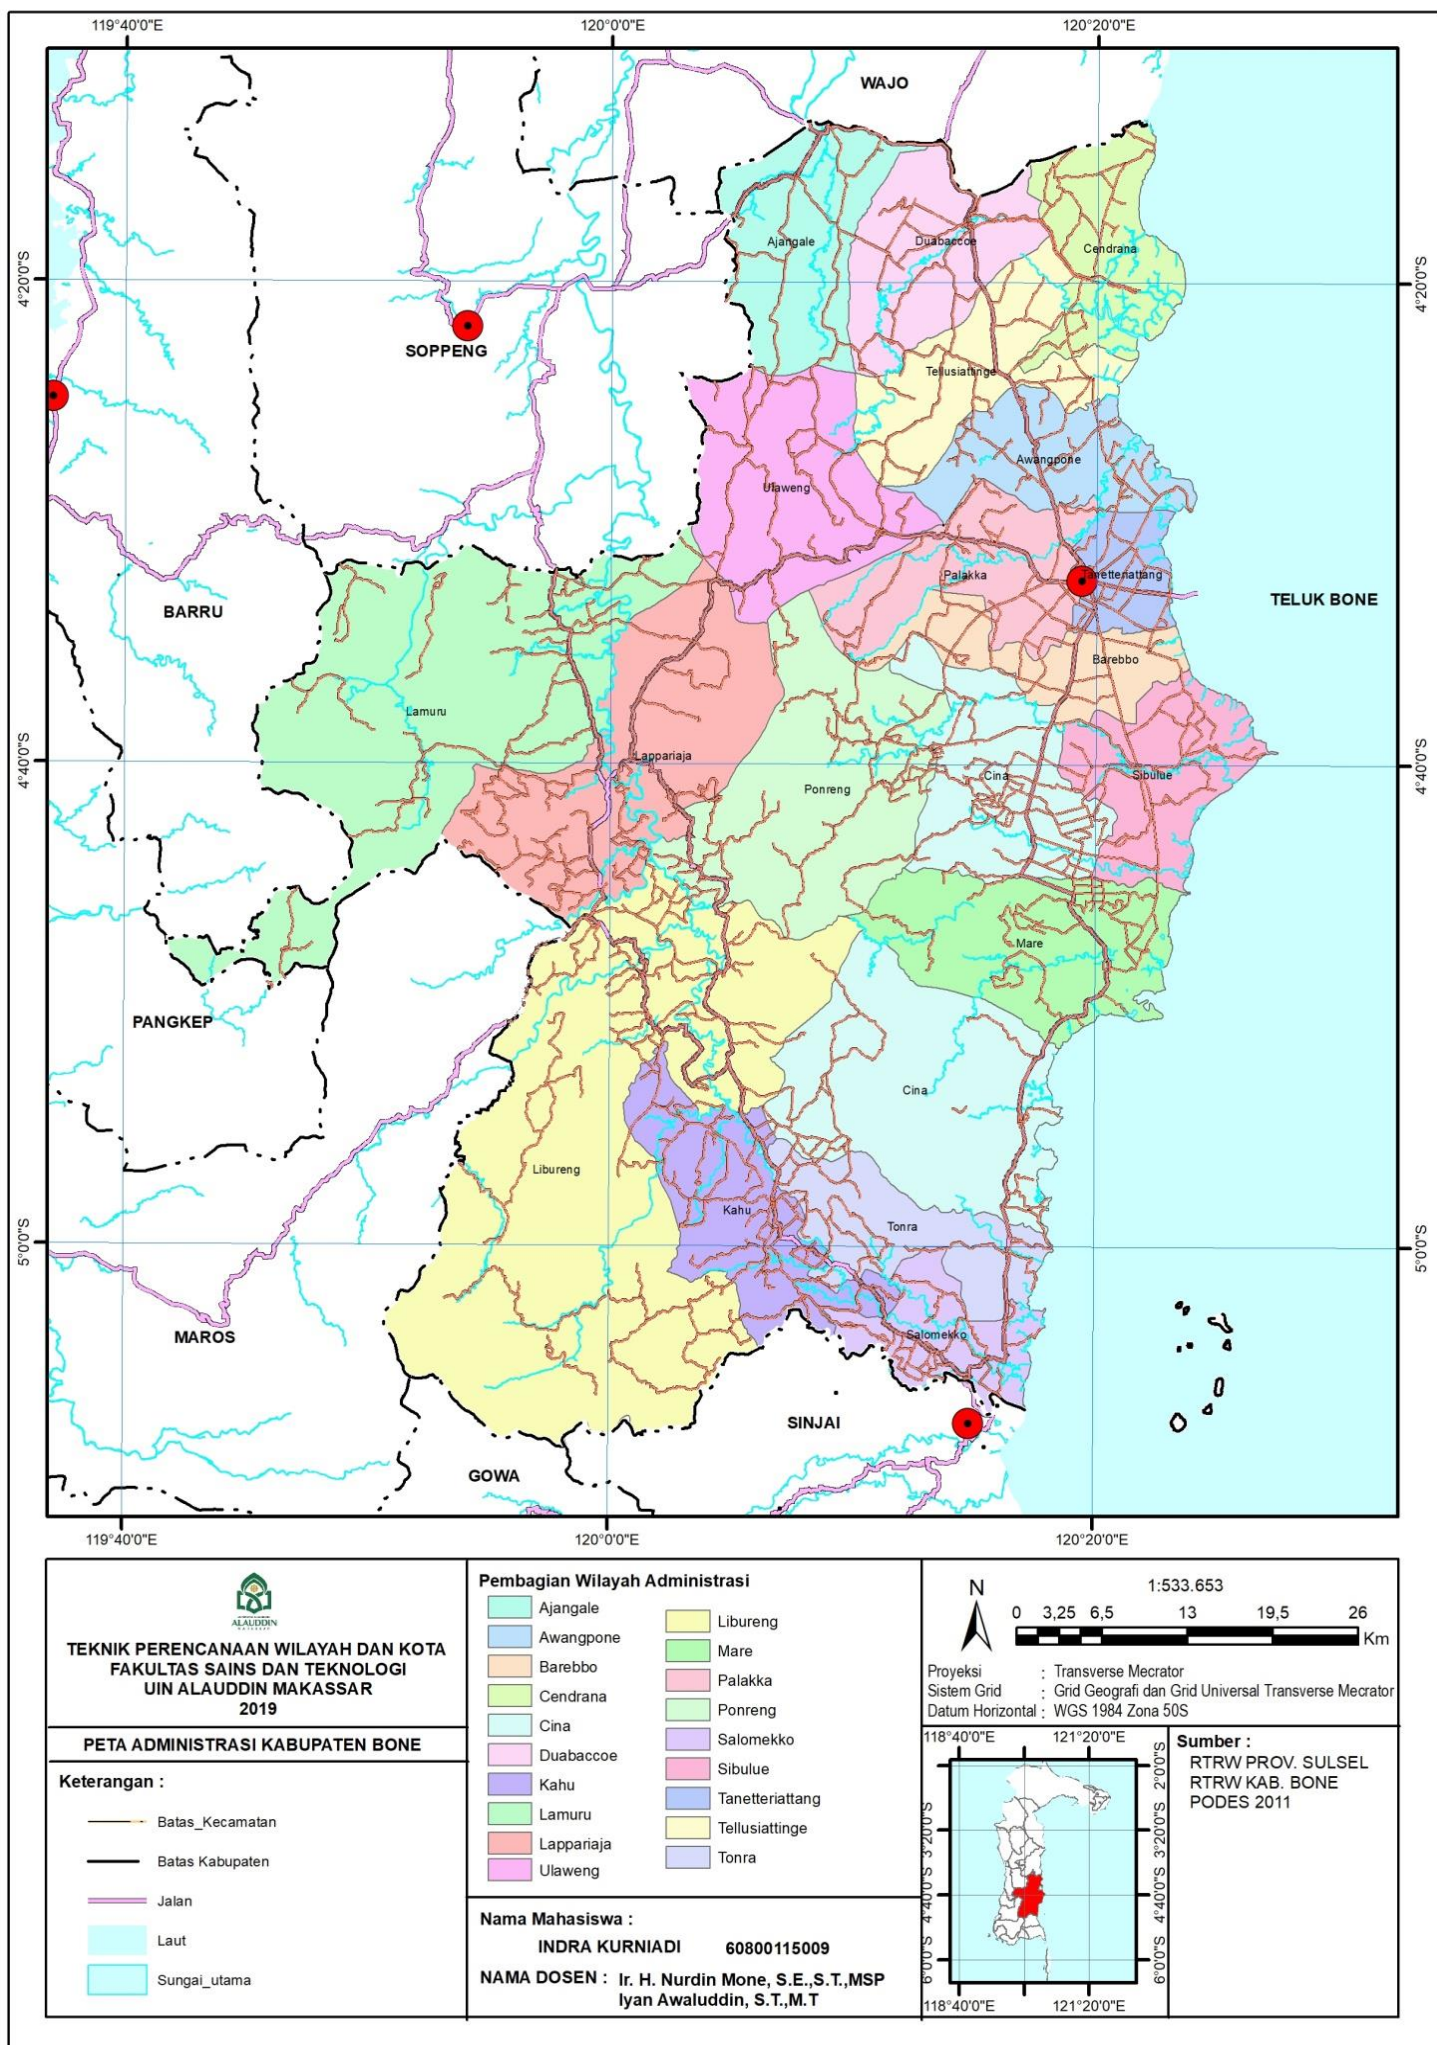 119°40'0"E
120°0'0"E
120°20'0"E
WAJO
Ajangale
Duabaccoe
Cendrana
4°20'0"S
4°20'0"S
SOPPENG
Tellusiattinge
Awangpone
Ulaweng
Palakka
Tanetteriattang
BARRU
TELUK BONE
Barebbo
Lamuru
Lappariaja
4°40'0"S
4°40'0"S
Cina
Sibulue
Ponreng
Mare
PANGKEP
Cina
Libureng
Kahu
Tonra
5°0'0"S
5°0'0"S
MAROS
Salomekko
SINJAI
GOWA
119°40'0"E
120°0'0"E
120°20'0"E
ALAUDDIN
TEKNIK PERENCANAAN WILAYAH DAN KOTA
FAKULTAS SAINS DAN TEKNOLOGI
UIN ALAUDDIN MAKASSAR
2019
PETA ADMINISTRASI KABUPATEN BONE
Keterangan :
Batas_Kecamatan
Batas Kabupaten
Jalan
Laut
Sungai_utama
Pembagian Wilayah Administrasi
Ajangale
Awangpone
Barebbo
Cendrana
Cina
Duabaccoe
Kahu
Lamuru
Lappariaja
Ulaweng
Libureng
Mare
Palakka
Ponreng
Salomekko
Sibulue
Tanetteriattang
Tellusiattinge
Tonra
Nama Mahasiswa :
INDRA KURNIADI 60800115009
NAMA DOSEN : Ir. H. Nurdin Mone, S.E.,S.T.,MSP
Iyan Awaluddin, S.T.,M.T
N
1:533.653
0 3,25 6,5 13 19,5 26
Km
Proyeksi : Transverse Mecrator
Sistem Grid : Grid Geografi dan Grid Universal Transverse Mecrator
Datum Horizontal : WGS 1984 Zona 50S
118°40'0"E 121°20'0"E
2°0'0"S
3°20'0"S 3°20'0"S
4°40'0"S 4°40'0"S
6°0'0"S 6°0'0"S
118°40'0"E 121°20'0"E
Sumber :
RTRW PROV. SULSEL
RTRW KAB. BONE
PODES 2011